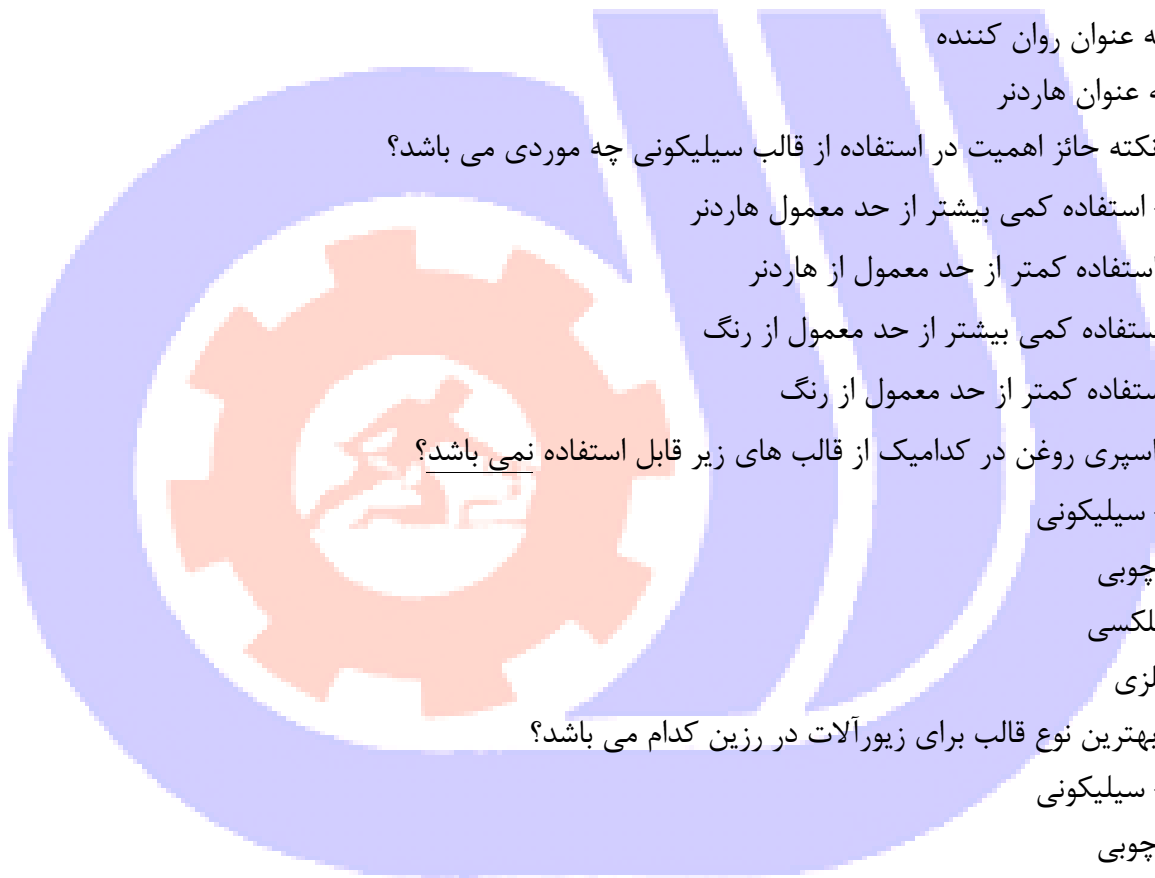 ه عنوان روان کننده
ه عنوان هاردنر
نکته حائز اهمیت در استفاده از قالب سیلیکونی چه موردی می باشد؟
- استفاده کمی بیشتر از حد معمول هاردنر
استفاده کمتر از حد معمول از هاردنر
ستفاده کمی بیشتر از حد معمول از رنگ
ستفاده کمتر از حد معمول از رنگ
اسپری روغن در کدامیک از قالب های زیر قابل استفاده نمی باشد؟
- سیلیکونی
چوبی
لکسی
لزی
بهترین نوع قالب برای زیورآلات در رزین کدام می باشد؟
- سیلیکونی
چوبی